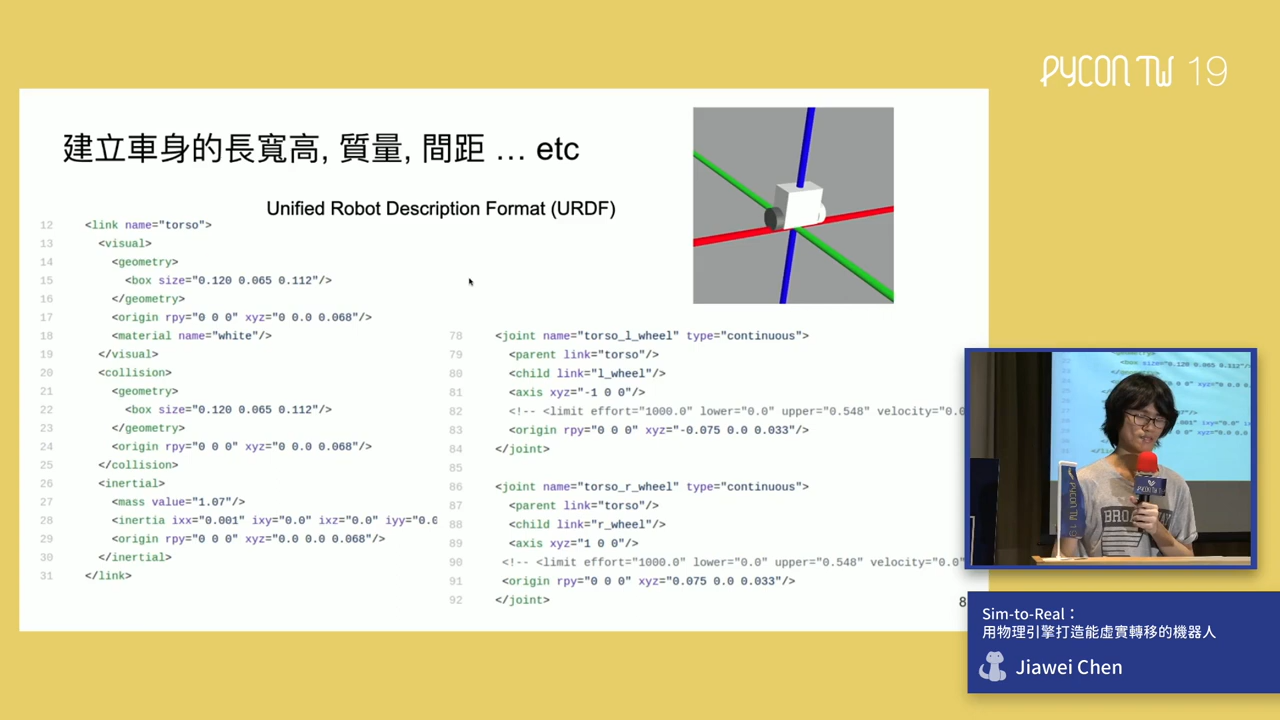 PYCON TW 19
建立車身的長寬高, 質量, 間距 … etc
Unified Robot Description Format (URDF)
12 <link name="torso">
13 <visual>
14 <geometry>
15 <box size="0.120 0.065 0.112"/>
16 </geometry>
17 <origin rpy="0 0 0" xyz="0 0.0 0.068"/>
18 <material name="white"/>
19 </visual>
20 <collision>
21 <geometry>
22 <box size="0.120 0.065 0.112"/>
23 </geometry>
24 <origin rpy="0 0 0" xyz="0 0.0 0.068"/>
25 </collision>
26 <inertial>
27 <mass value="1.07"/>
28 <inertia ixx="0.001" ixy="0.0" ixz="0.0" iyy="0.0
29 <origin rpy="0 0 0" xyz="0.0 0.0 0.068"/>
30 </inertial>
31 </link>
78 <joint name="torso_l_wheel" type="continuous">
79 <parent link="torso"/>
80 <child link="l_wheel"/>
81 <axis xyz="-1 0 0"/>
82 <!-- <limit effort="1000.0" lower="0.0" upper="0.548" velocity="0.0
83 <origin rpy="0 0 0" xyz="-0.075 0.0 0.033"/>
84 </joint>
85
86 <joint name="torso_r_wheel" type="continuous">
87 <parent link="torso"/>
88 <child link="r_wheel"/>
89 <axis xyz="1 0 0"/>
90 <!-- <limit effort="1000.0" lower="0.0" upper="0.548" velocity="0.0
91 <origin rpy="0 0 0" xyz="0.075 0.0 0.033"/>
92 </joint>
8
PYCON TW
PYCON TW 19
Sim-to-Real：
用物理引擎打造能虛實轉移的機器人
Jiawei Chen